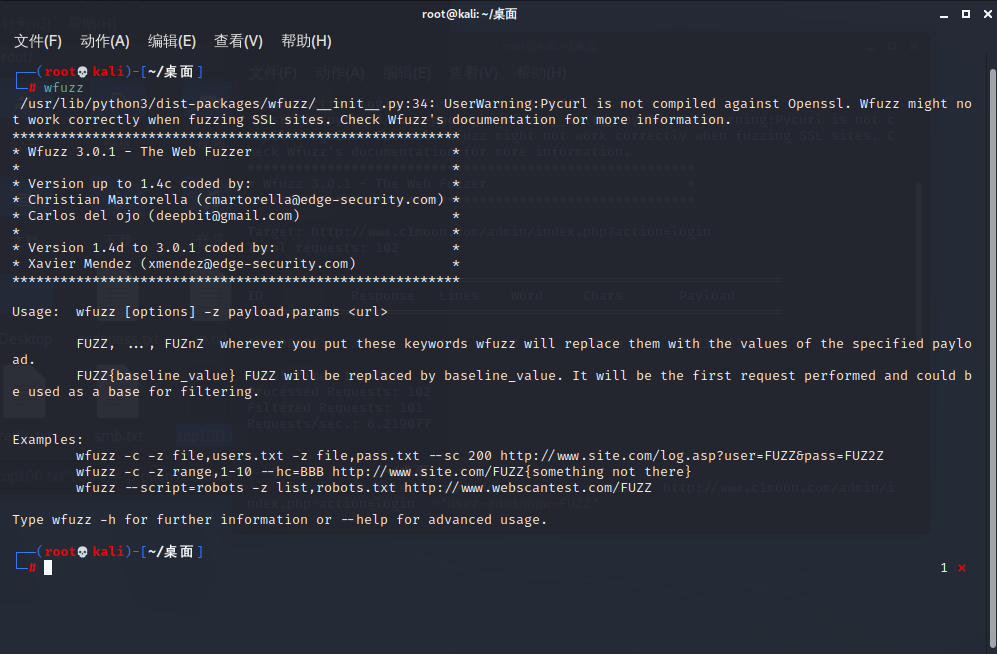 root@kali: ~/桌面
文件(F) 动作(A) 编辑(E) 查看(V) 帮助(H)
┌──(root💀kali)-[~/桌面]
└─# wfuzz
/usr/lib/python3/dist-packages/wfuzz/__init__.py:34: UserWarning:Pycurl is not compiled against Openssl. Wfuzz might no
t work correctly when fuzzing SSL sites. Check Wfuzz's documentation for more information.
********************************************************
* Wfuzz 3.0.1 - The Web Fuzzer                         *
*                                                      *
* Version up to 1.4c coded by:                         *
* Christian Martorella (cmartorella@edge-security.com) *
* Carlos del ojo (deepbit@gmail.com)                   *
*                                                      *
* Version 1.4d to 3.0.1 coded by:                      *
* Xavier Mendez (xmendez@edge-security.com)            *
********************************************************
Usage:  wfuzz [options] -z payload,params <url>
FUZZ, ..., FUZnZ  wherever you put these keywords wfuzz will replace them with the values of the specified paylo
ad.
FUZZ{baseline_value} FUZZ will be replaced by baseline_value. It will be the first request performed and could b
e used as a base for filtering.
Examples:
wfuzz -c -z file,users.txt -z file,pass.txt --sc 200 http://www.site.com/log.asp?user=FUZZ&pass=FUZ2Z
wfuzz -c -z range,1-10 --hc=BBB http://www.site.com/FUZZ{something not there}
wfuzz --script=robots -z list,robots.txt http://www.webscantest.com/FUZZ
Type wfuzz -h for further information or --help for advanced usage.
┌──(root💀kali)-[~/桌面]
└─# 1 ⨯